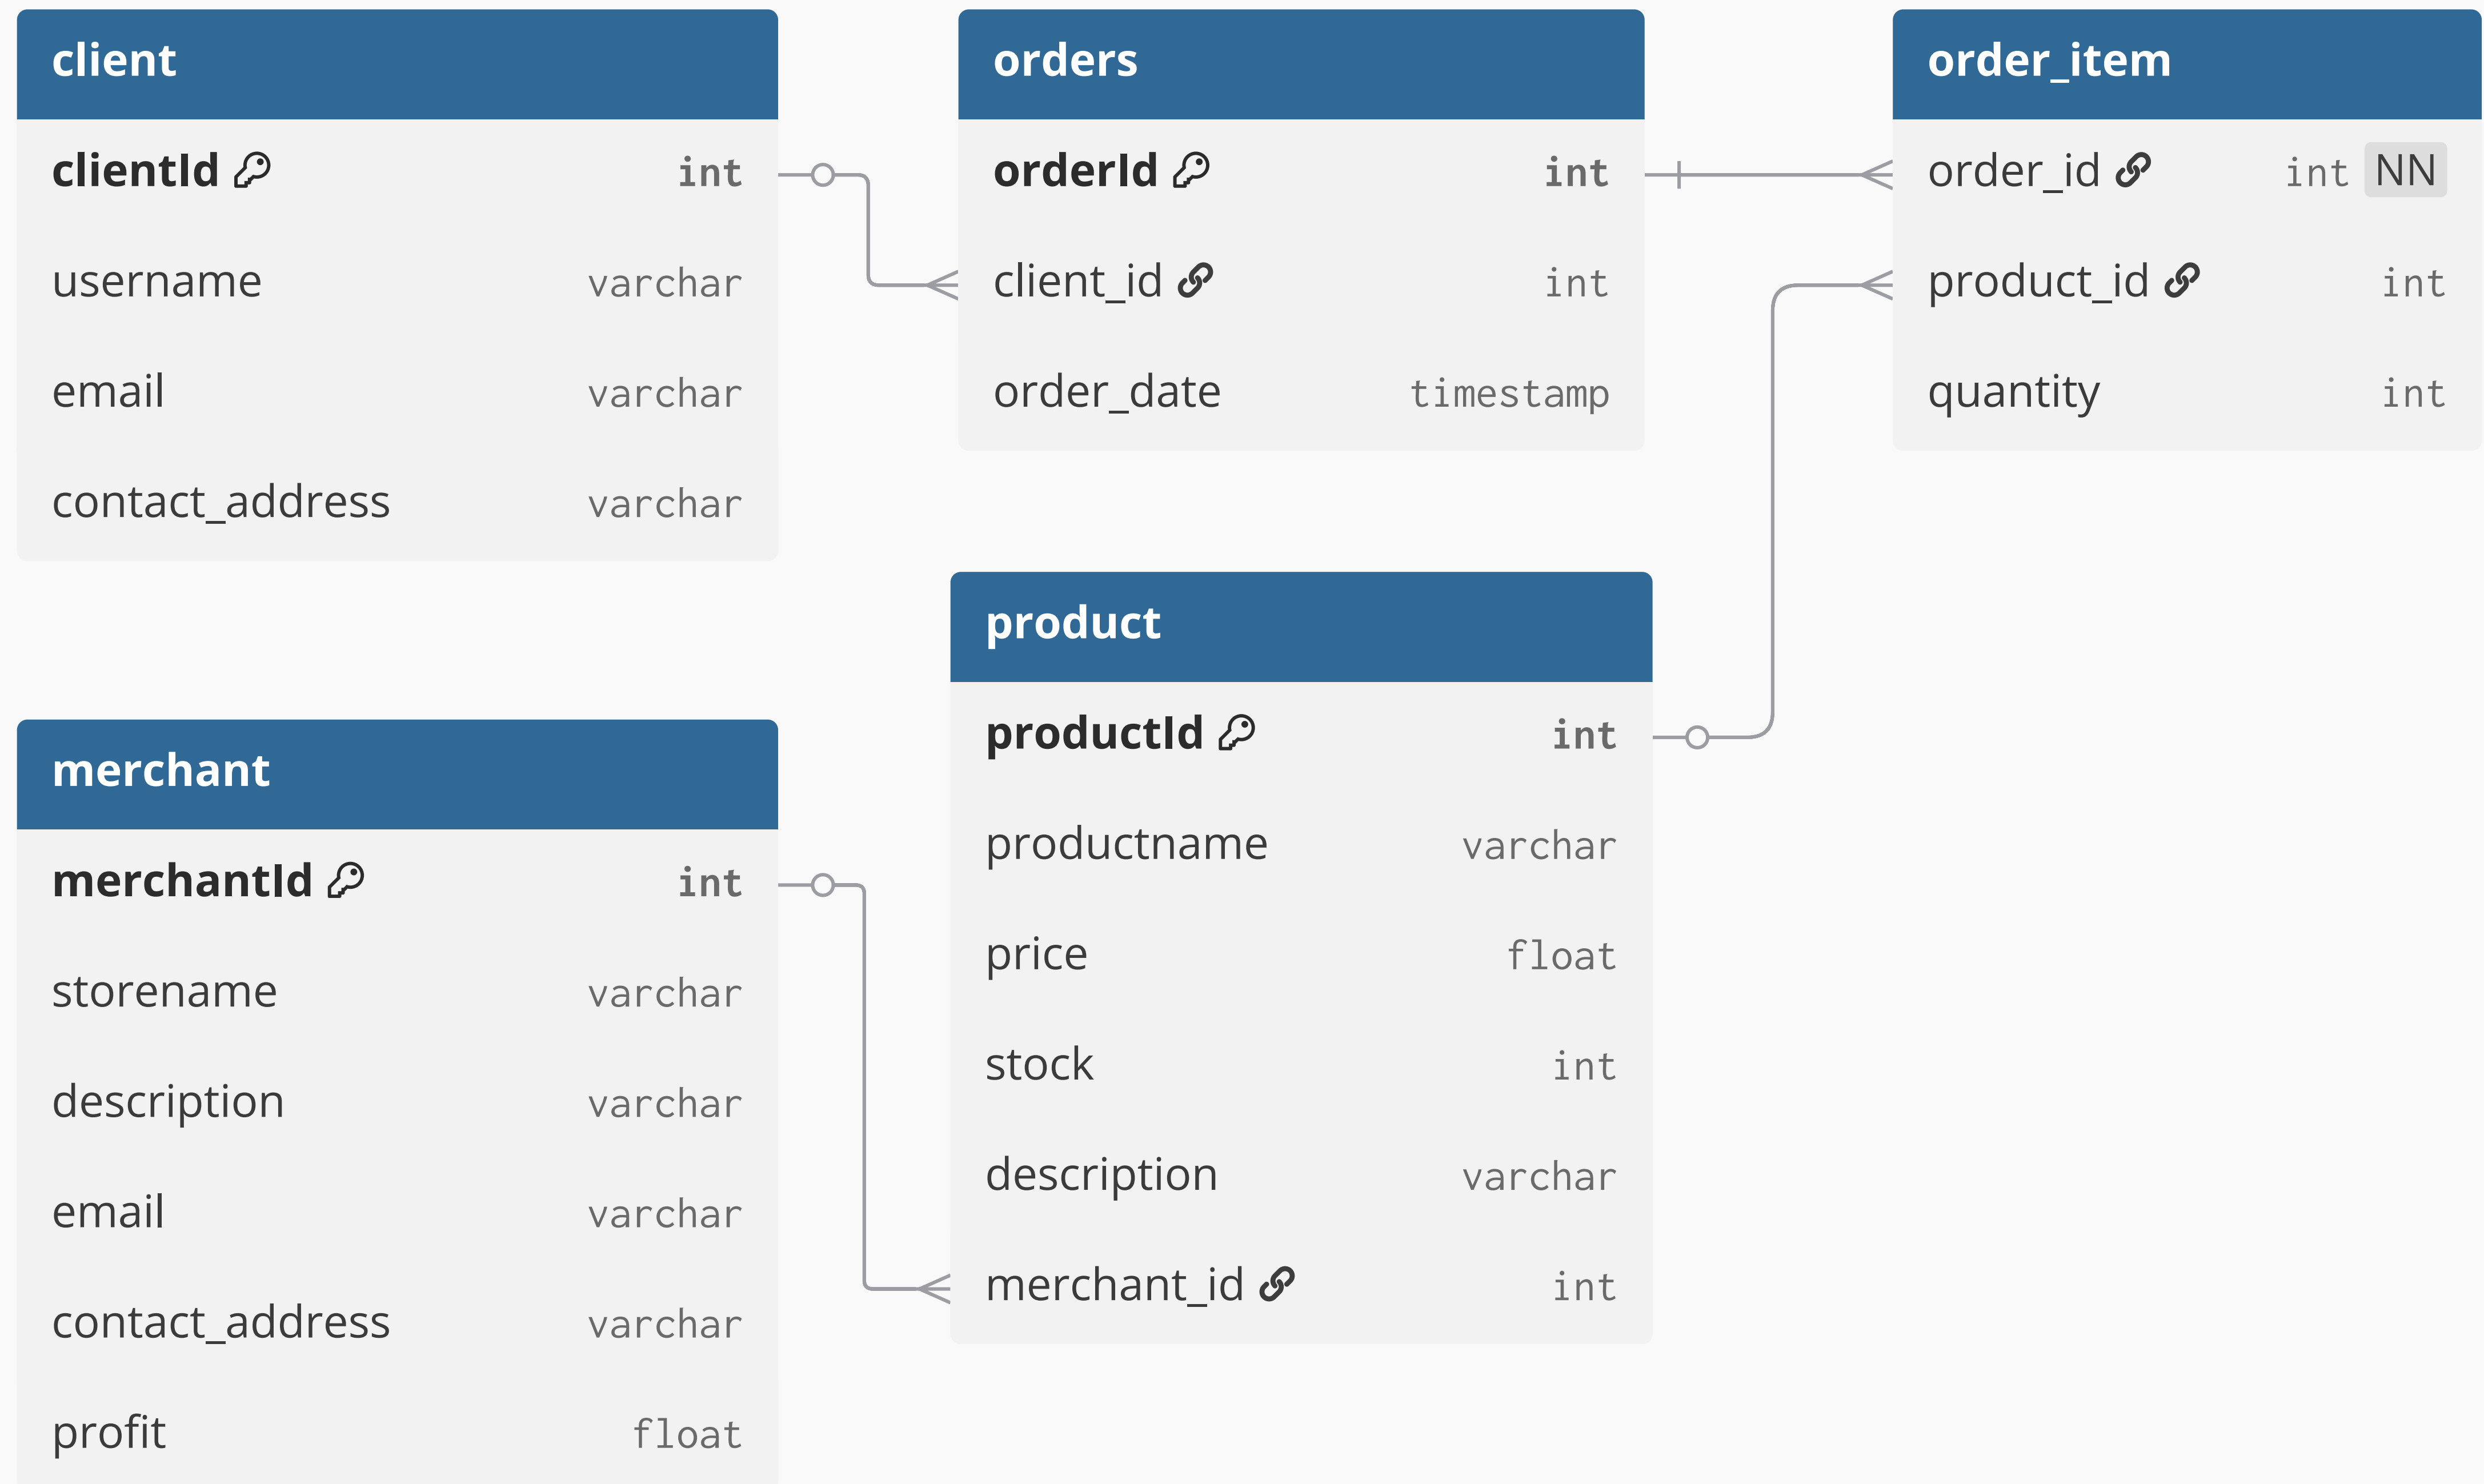 client
clientId int
username varchar
email varchar
contact_address varchar
orders
orderId int
client_id int
order_date timestamp
order_item
order_id int NN
product_id int
quantity int
product
productId int
productname varchar
price float
stock int
description varchar
merchant_id int
merchant
merchantId int
storename varchar
description varchar
email varchar
contact_address varchar
profit float